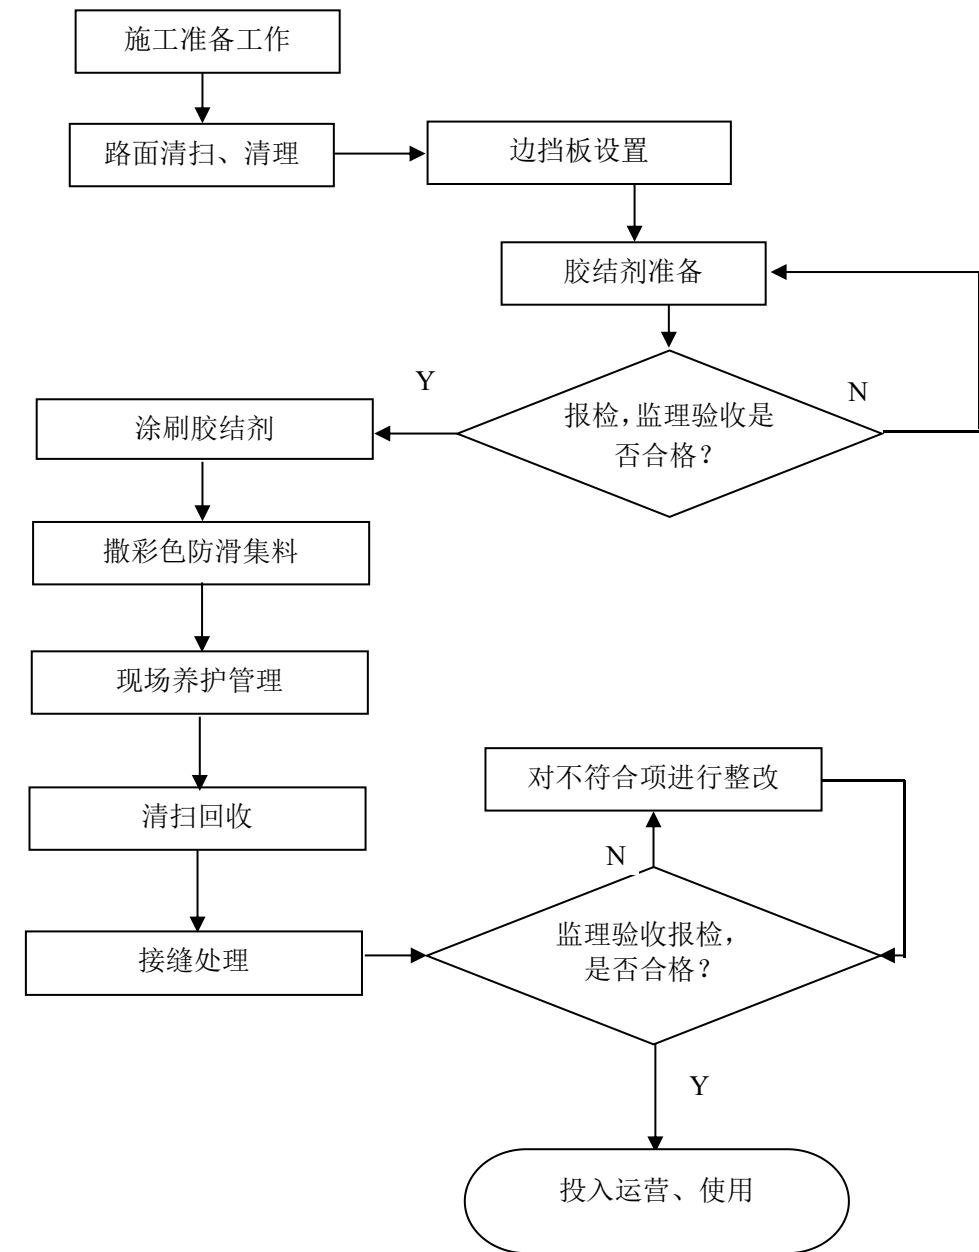 施工准备工作
路面清扫、清理
边挡板设置
胶结剂准备
Y
N
报检，监理验收是
否合格？
涂刷胶结剂
撒彩色防滑集料
现场养护管理
对不符合项进行整改
清扫回收
N
监理验收报检，
是否合格？
接缝处理
Y
投入运营、使用